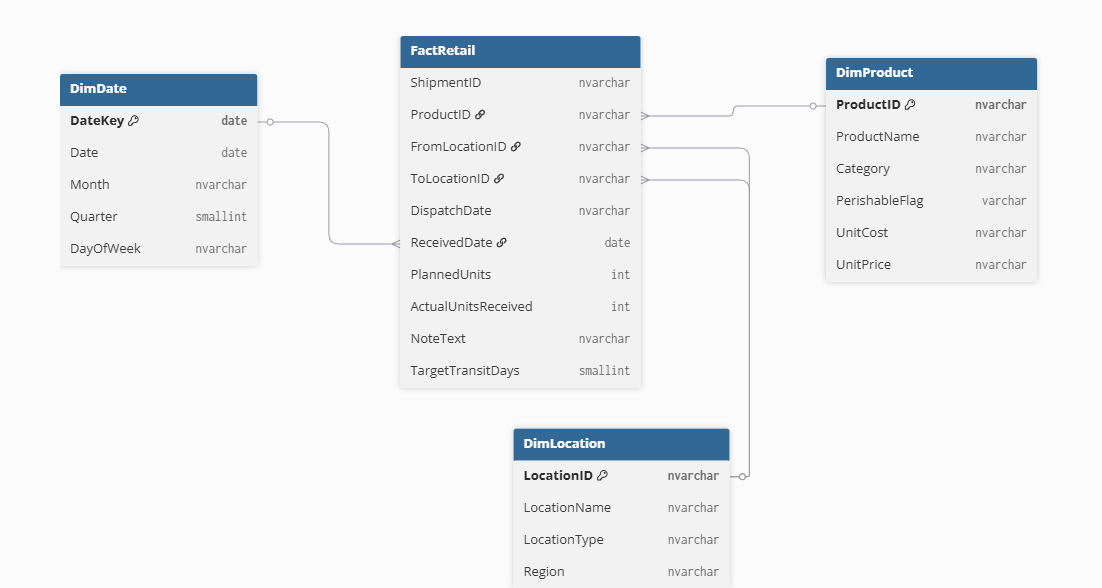 DimDate
DateKey date
Date date
Month nvarchar
Quarter smallint
DayOfWeek nvarchar
FactRetail
ShipmentID nvarchar
ProductID nvarchar
FromLocationID nvarchar
ToLocationID nvarchar
DispatchDate nvarchar
ReceivedDate date
PlannedUnits int
ActualUnitsReceived int
NoteText nvarchar
TargetTransitDays smallint
DimProduct
ProductID nvarchar
ProductName nvarchar
Category nvarchar
PerishableFlag varchar
UnitCost nvarchar
UnitPrice nvarchar
DimLocation
LocationID nvarchar
LocationName nvarchar
LocationType nvarchar
Region nvarchar